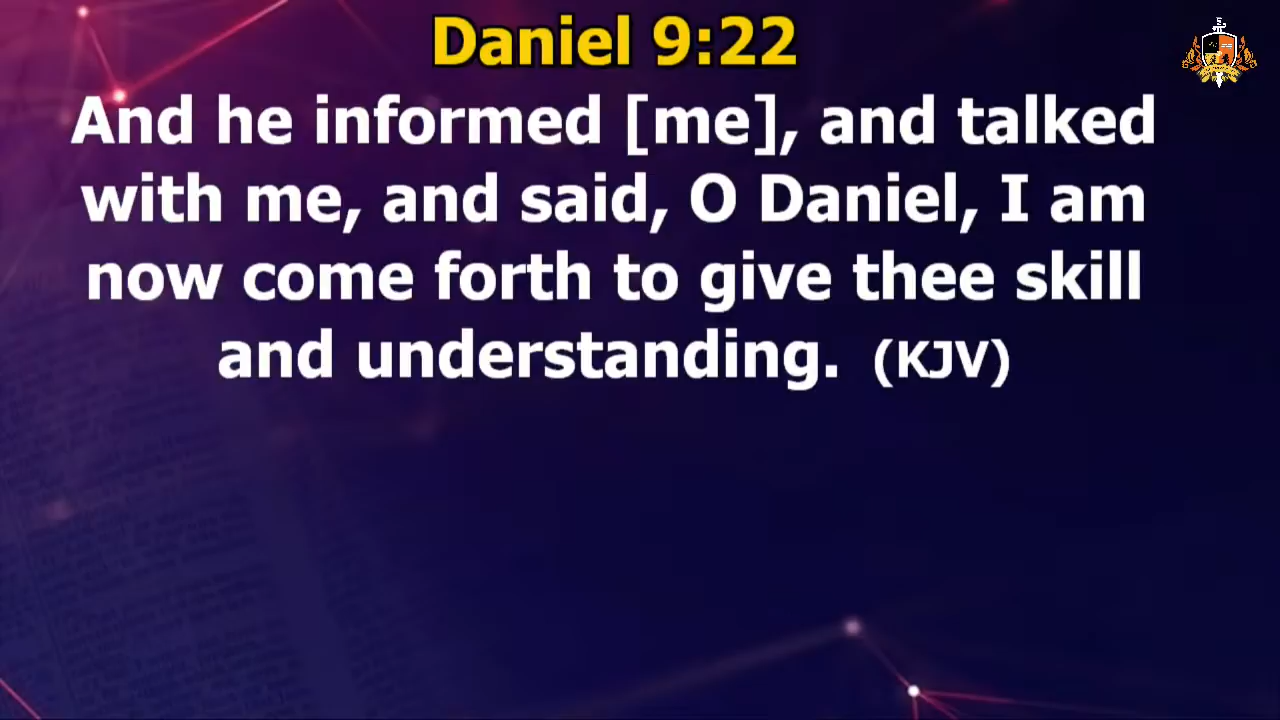 Daniel 9:22
And he informed [me], and talked
with me, and said, O Daniel, I am
now come forth to give thee skill
and understanding. (KJV)